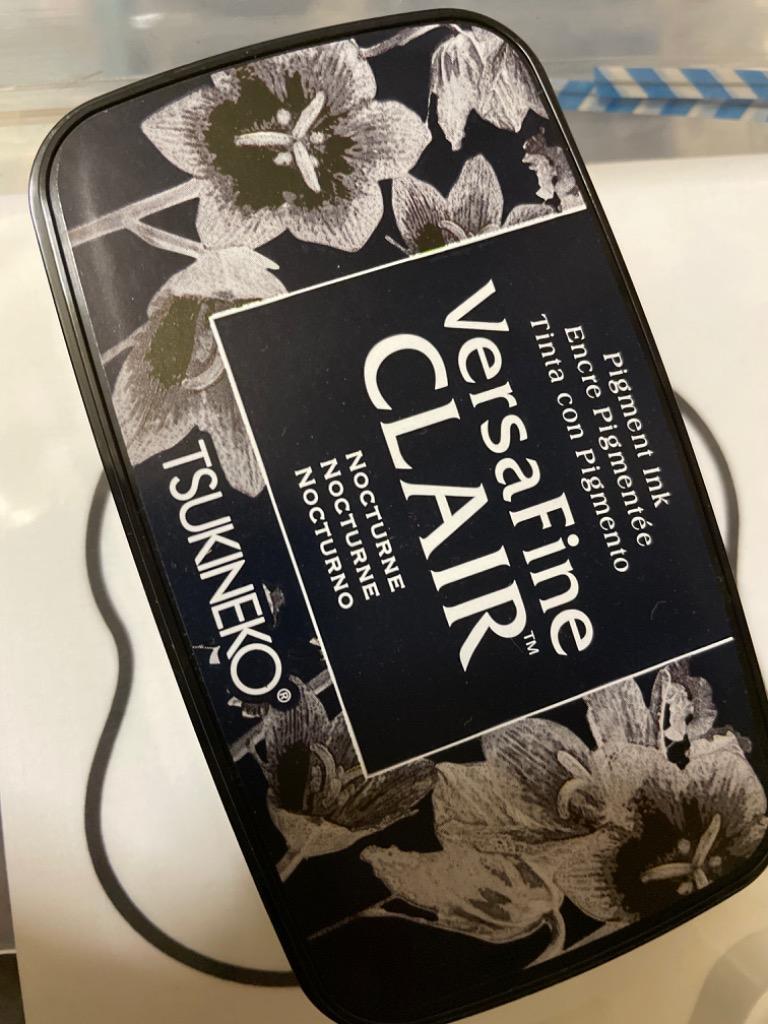 Pigment Ink
Encre Pigmentée
Tinta con Pigmento
VersaFine
CLAIR™
NOCTURNE
NOCTURNE
NOCTURNO
TSUKINEKO®